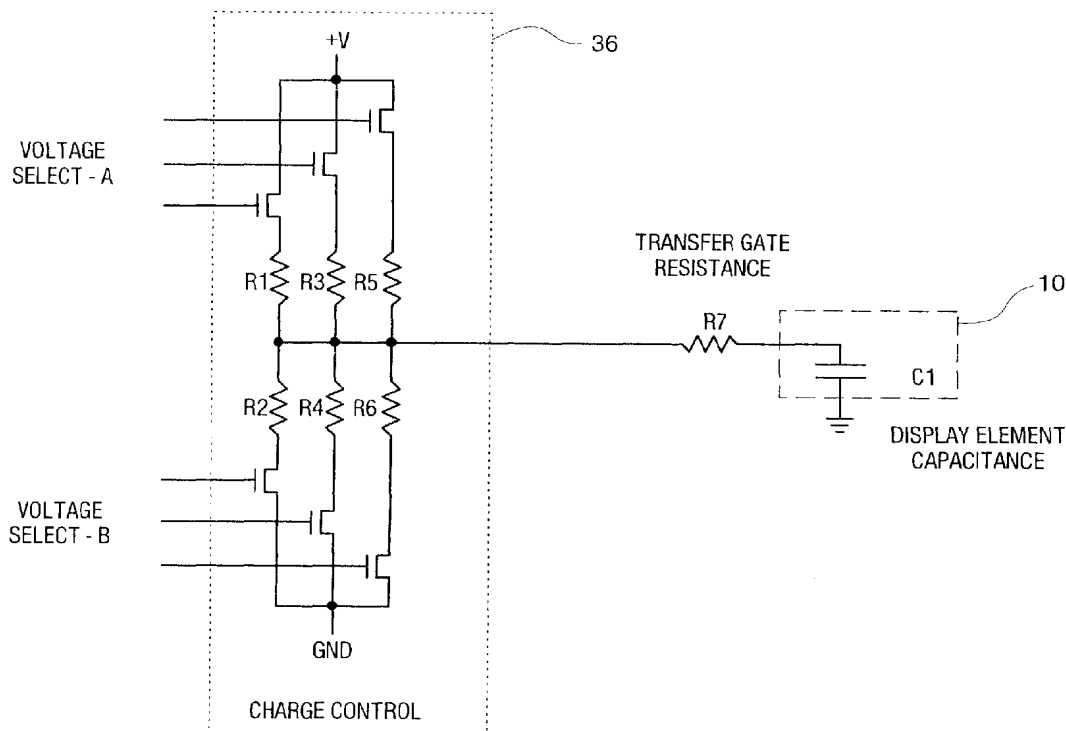 36
+V
VOLTAGE
SELECT - A
TRANSFER GATE
RESISTANCE
10
R1
R3
R5
R7
C1
R2
R4
R6
DISPLAY ELEMENT
CAPACITANCE
VOLTAGE
SELECT - B
GND
CHARGE CONTROL